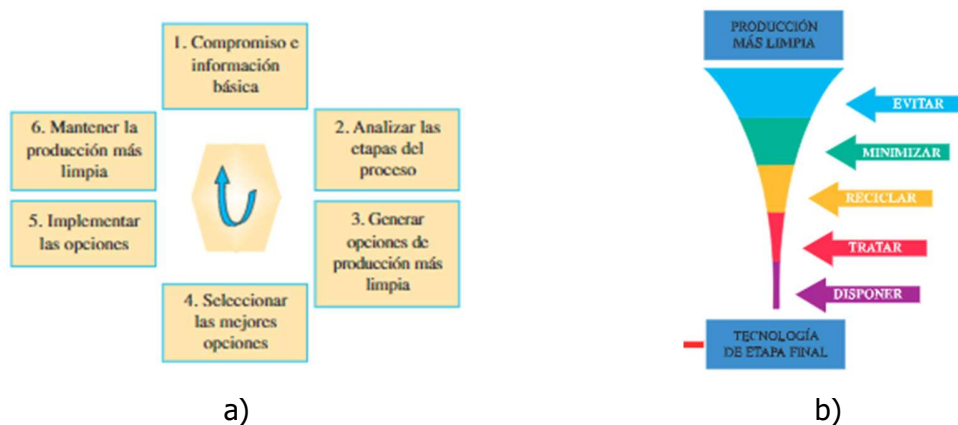 1. Compromiso e
información
básica
2. Analizar las
etapas del
proceso
3. Generar
opciones de
producción más
limpia
4. Seleccionar
las mejores
opciones
5. Implementar
las opciones
6. Mantener la
producción más
limpia
a)
PRODUCCIÓN
MÁS LIMPIA
EVITAR
MINIMIZAR
RECICLAR
TRATAR
DISPONER
TECNOLOGÍA
DE ETAPA FINAL
b)